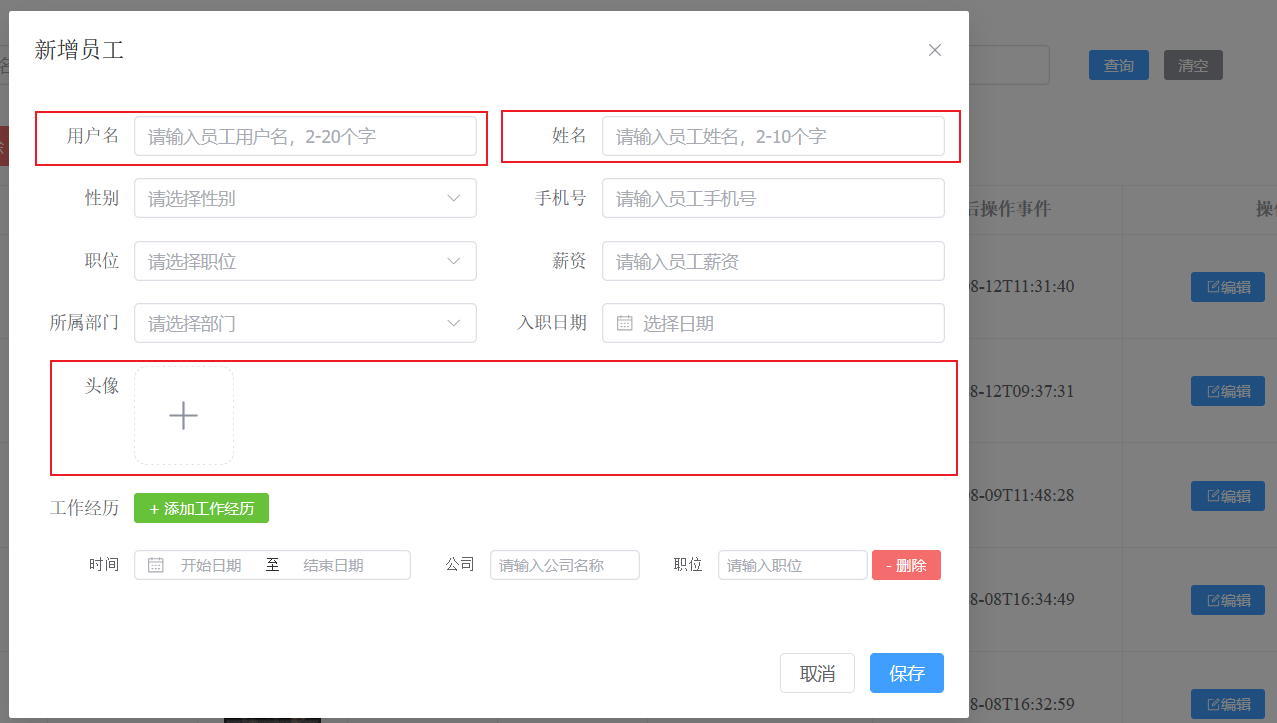 新增员工
查询 清空
用户名 请输入员工用户名，2-20个字 姓名 请输入员工姓名，2-10个字
性别 请选择性别 手机号 请输入员工手机号
后操作事件
职位 请选择职位 薪资 请输入员工薪资
8-12T11:31:40 编辑
所属部门 请选择部门 入职日期 选择日期
头像
8-12T09:37:31 编辑
8-09T11:48:28 编辑
工作经历 + 添加工作经历
时间 开始日期 至 结束日期 公司 请输入公司名称 职位 请输入职位 - 删除
8-08T16:34:49 编辑
取消 保存
8-08T16:32:59 编辑